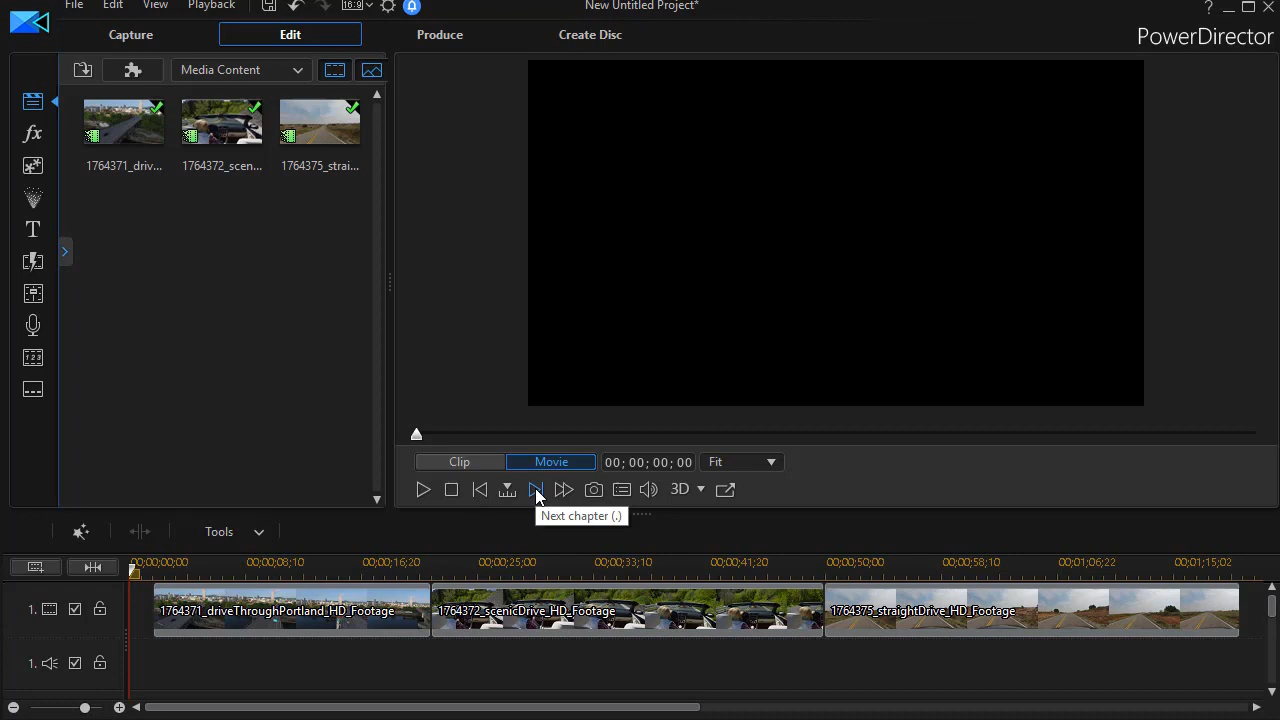 File Edit View Playback 16:9 New Untitled Project* ?
Capture Edit Produce Create Disc PowerDirector
Media Content
1764371_driv... 1764372_scen... 1764375_strai...
fx
T
Clip Movie 00; 00; 00; 00 Fit
3D
Next chapter (.)
Tools
00;00;00;00 00;00;08;10 00;00;16;20 00;00;25;00 00;00;33;10 00;00;41;20 00;00;50;00 00;00;58;10 00;01;06;22 00;01;15;02
1. 1764371_driveThroughPortland_HD_Footage 1764372_scenicDrive_HD_Footage 1764375_straightDrive_HD_Footage
1.